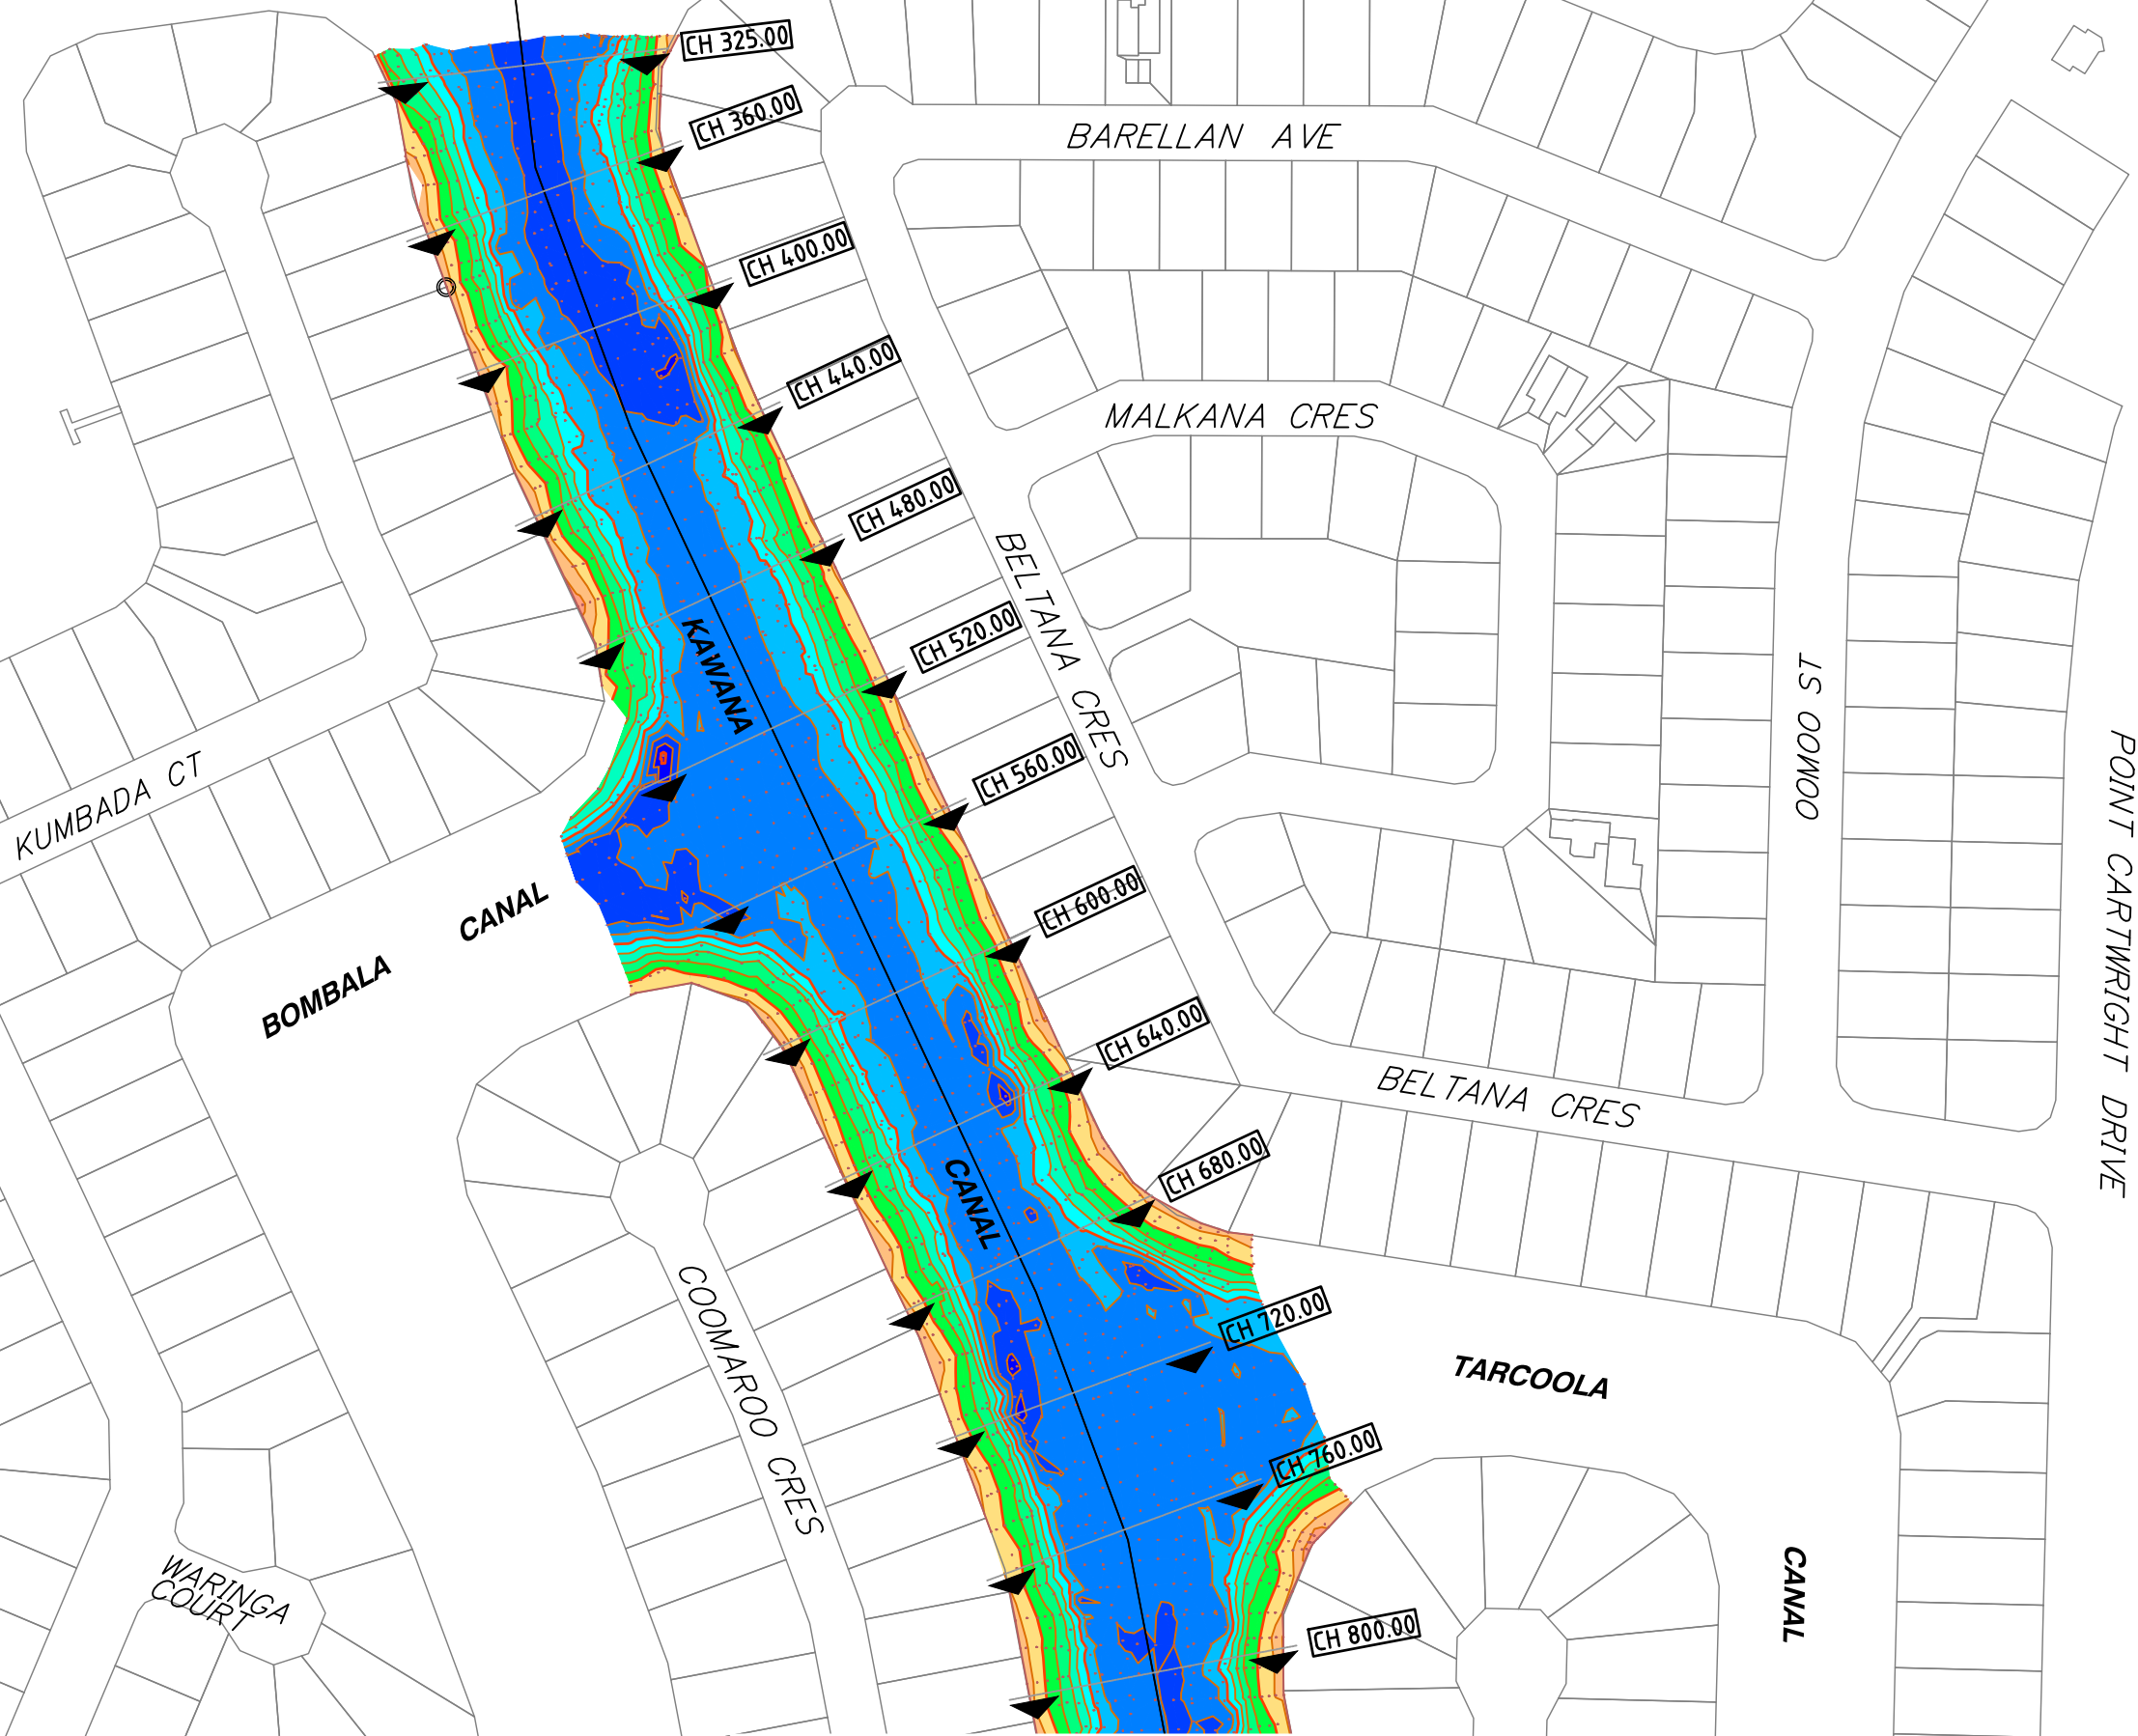 CH 325.00
CH 360.00
BARELLAN AVE
CH 400.00
CH 440.00
MALKANA CRES
CH 480.00
BELTANA CRES
CH 520.00
KAWANA
OOWOO ST
CH 560.00
KUMBADA CT
POINT CARTWRIGHT DRIVE
CH 600.00
CANAL
BOMBALA
CH 640.00
BELTANA CRES
CH 680.00
CANAL
CH 720.00
COOMAROO CRES
TARCOOLA
CH 760.00
WARINGA
COURT
CANAL
CH 800.00